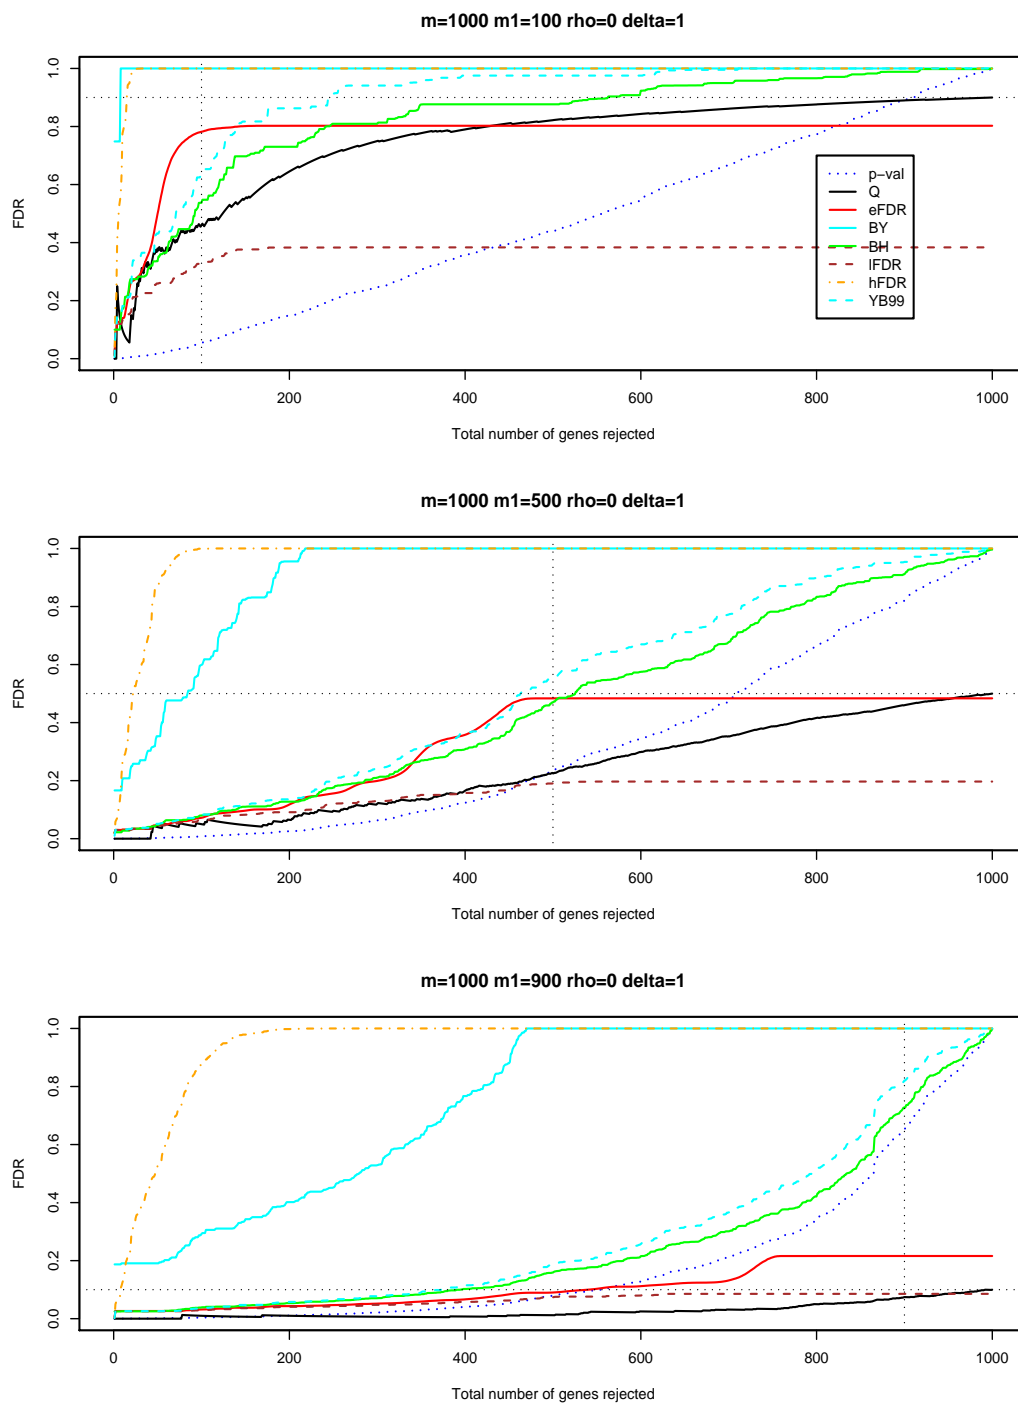 m=1000 m1=100 rho=0 delta=1
FDR
0.0 0.2 0.4 0.6 0.8 1.0
p−val
Q
eFDR
BY
BH
lFDR
hFDR
YB99
0 200 400 600 800 1000
Total number of genes rejected
m=1000 m1=500 rho=0 delta=1
FDR
0.0 0.2 0.4 0.6 0.8 1.0
0 200 400 600 800 1000
Total number of genes rejected
m=1000 m1=900 rho=0 delta=1
FDR
0.0 0.2 0.4 0.6 0.8 1.0
0 200 400 600 800 1000
Total number of genes rejected